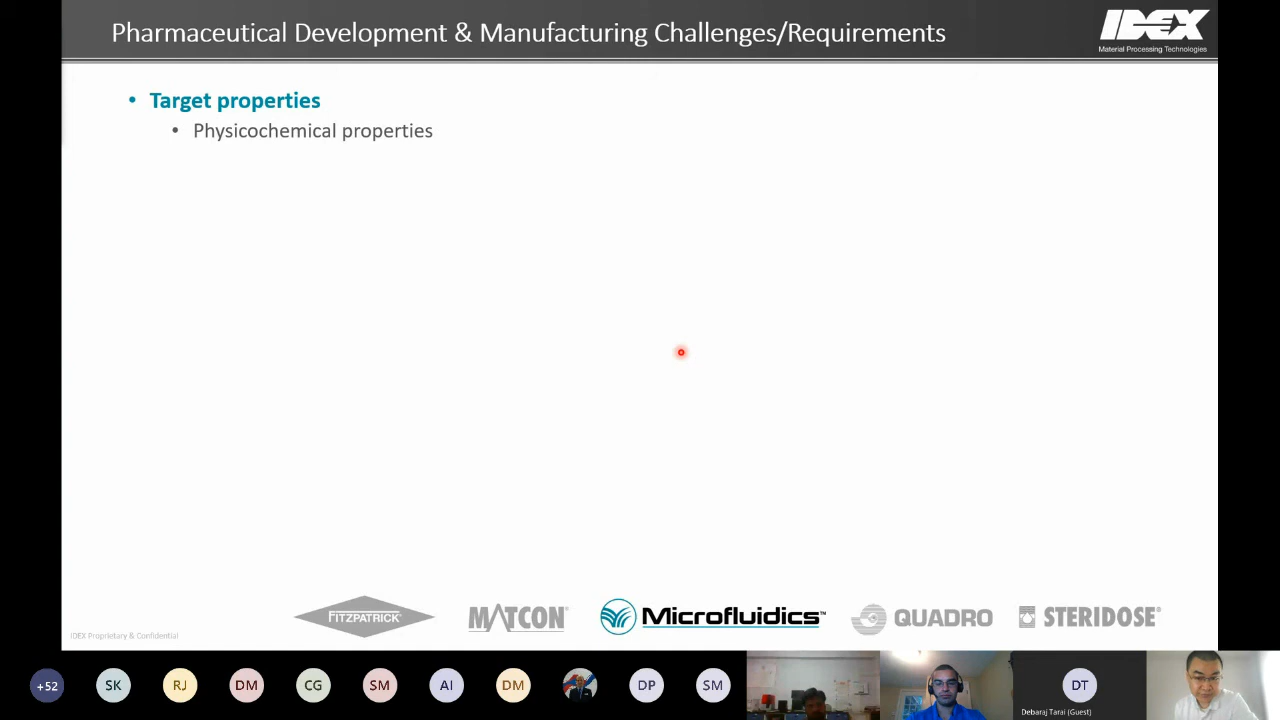 Pharmaceutical Development & Manufacturing Challenges/Requirements
IDEX
Material Processing Technologies
• Target properties
• Physicochemical properties
FITZPATRICK®
MATCON®
Microfluidics™
QUADRO
STERIDOSE®
IDEX Proprietary & Confidential
+52
SK
RJ
DM
CG
SM
AI
DM
DP
SM
DT
Debaraj Tarai (Guest)